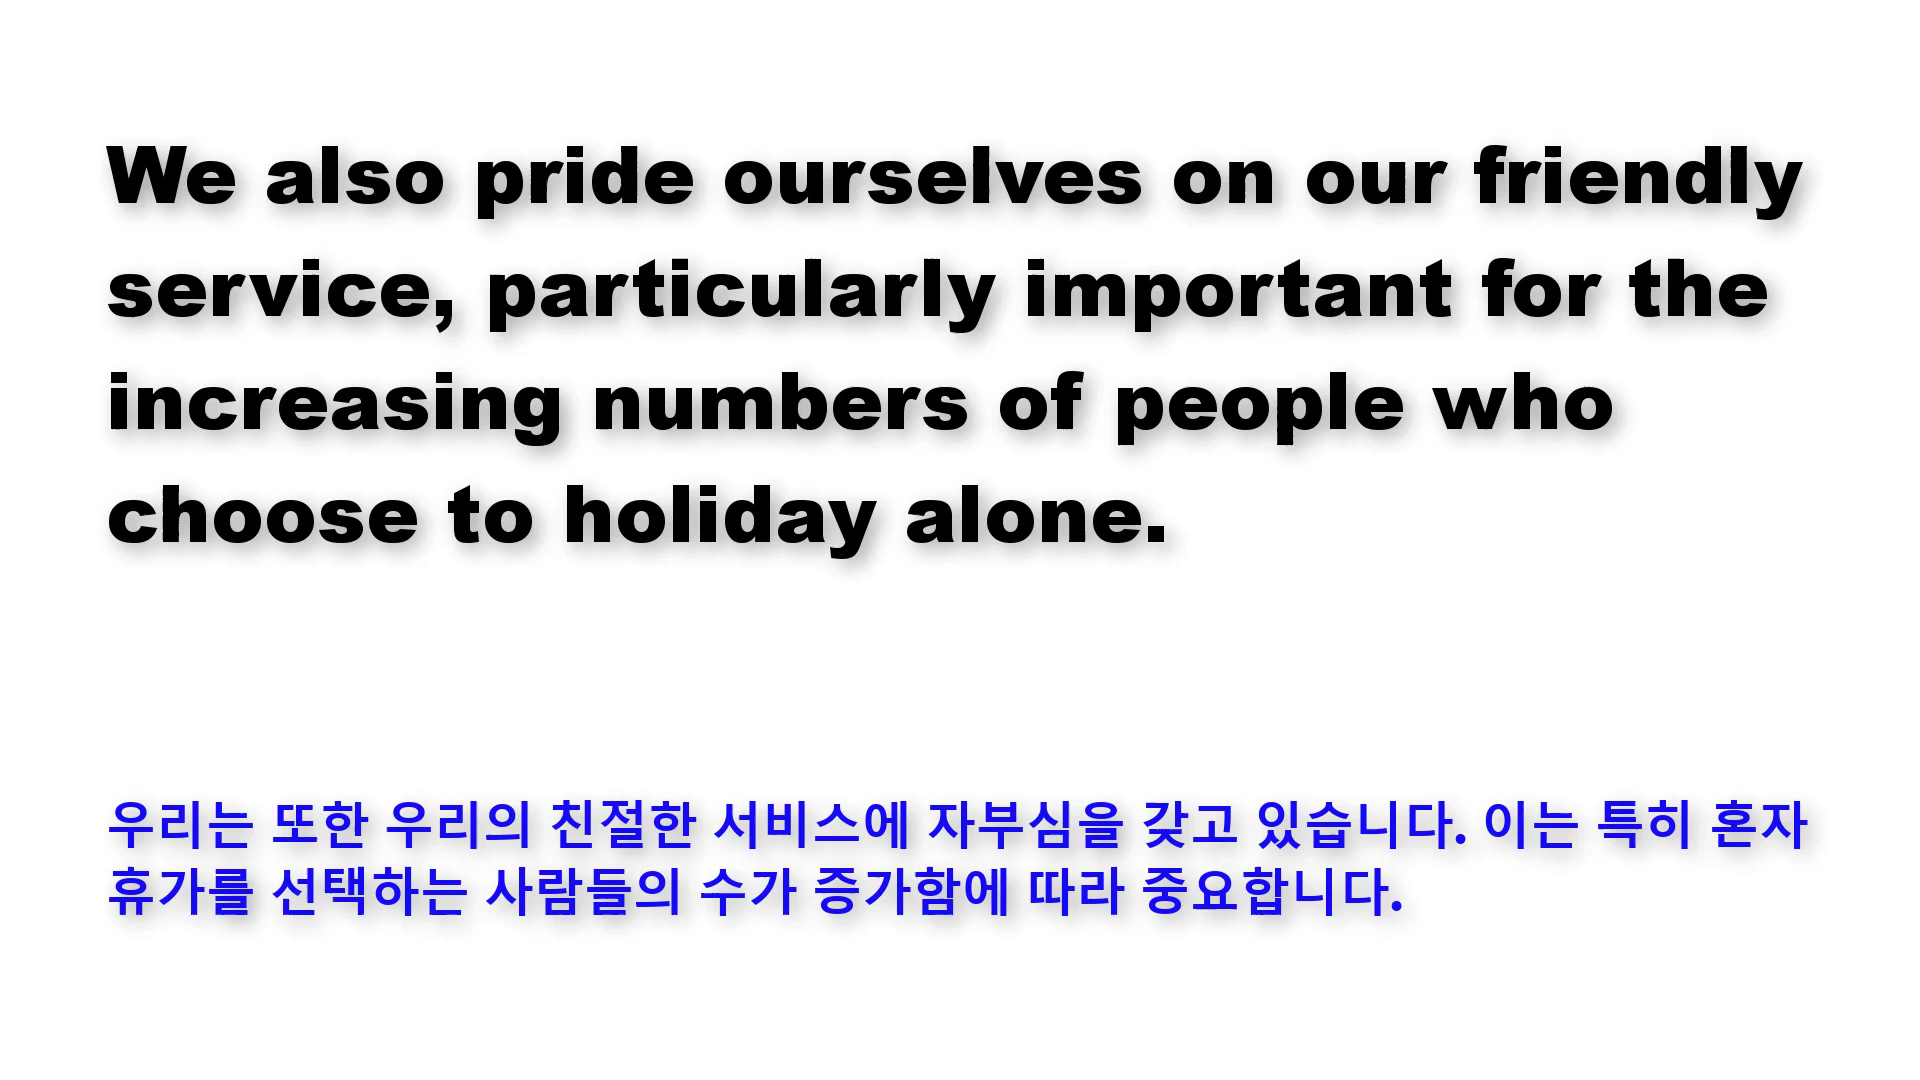 We also pride ourselves on our friendly
service, particularly important for the
increasing numbers of people who
choose to holiday alone.
우리는 또한 우리의 친절한 서비스에 자부심을 갖고 있습니다. 이는 특히 혼자
휴가를 선택하는 사람들의 수가 증가함에 따라 중요합니다.